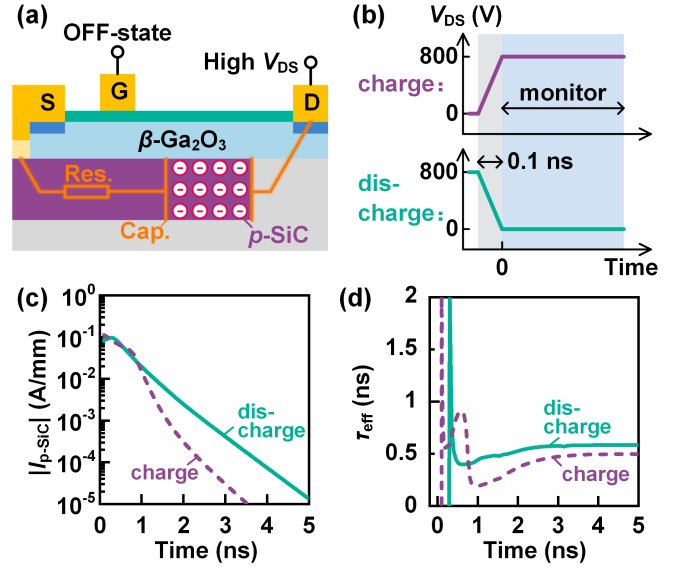 (a)
OFF-state
High V_DS
S
G
D
β-Ga₂O₃
Res.
Cap.
p-SiC
(b)
V_DS (V)
800
charge:
monitor
0
800
0.1 ns
dis-
charge:
0
0
Time
(c)
|I_p-SiC| (A/mm)
10⁰
10⁻¹
10⁻²
10⁻³
10⁻⁴
10⁻⁵
dis-
charge
charge
0 1 2 3 4 5
Time (ns)
(d)
τ_eff (ns)
2
1.5
1
0.5
0
dis-
charge
charge
0 1 2 3 4 5
Time (ns)